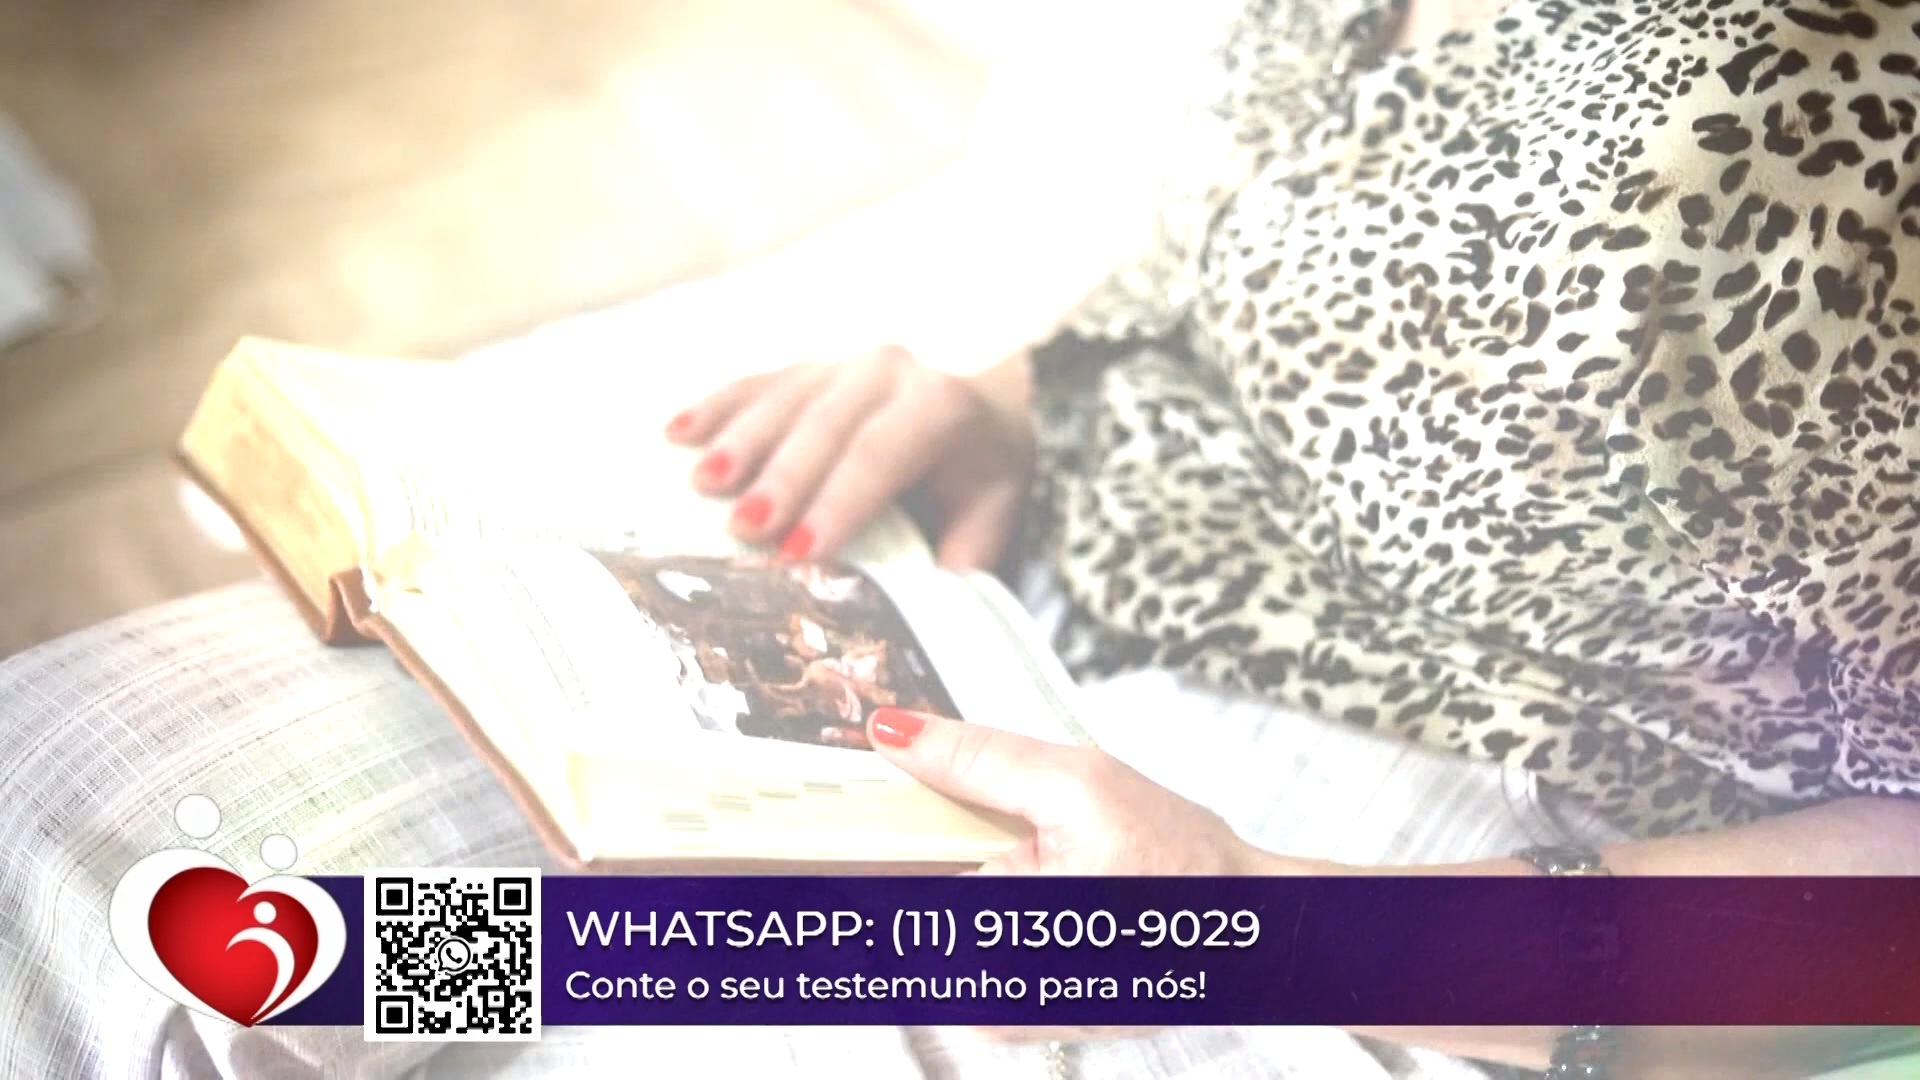 WHATSAPP: (11) 91300-9029
Conte o seu testemunho para nós!